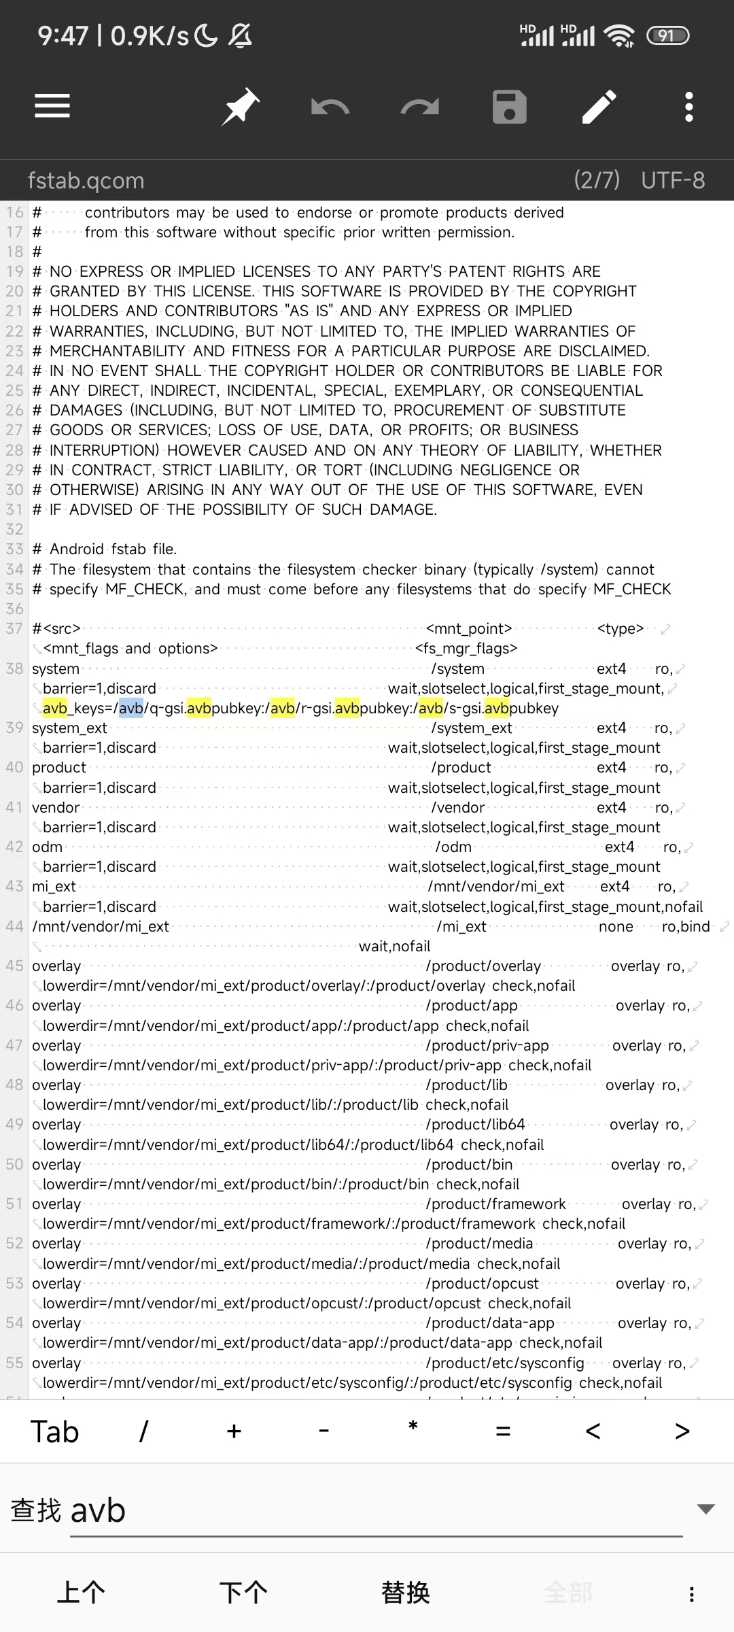 9:47 | 0.9K/s HD HD 91
fstab.qcom (2/7) UTF-8
16 # contributors may be used to endorse or promote products derived
17 # from this software without specific prior written permission.
18 #
19 # NO EXPRESS OR IMPLIED LICENSES TO ANY PARTY'S PATENT RIGHTS ARE
20 # GRANTED BY THIS LICENSE. THIS SOFTWARE IS PROVIDED BY THE COPYRIGHT
21 # HOLDERS AND CONTRIBUTORS "AS IS" AND ANY EXPRESS OR IMPLIED
22 # WARRANTIES, INCLUDING, BUT NOT LIMITED TO, THE IMPLIED WARRANTIES OF
23 # MERCHANTABILITY AND FITNESS FOR A PARTICULAR PURPOSE ARE DISCLAIMED.
24 # IN NO EVENT SHALL THE COPYRIGHT HOLDER OR CONTRIBUTORS BE LIABLE FOR
25 # ANY DIRECT, INDIRECT, INCIDENTAL, SPECIAL, EXEMPLARY, OR CONSEQUENTIAL
26 # DAMAGES (INCLUDING, BUT NOT LIMITED TO, PROCUREMENT OF SUBSTITUTE
27 # GOODS OR SERVICES; LOSS OF USE, DATA, OR PROFITS; OR BUSINESS
28 # INTERRUPTION) HOWEVER CAUSED AND ON ANY THEORY OF LIABILITY, WHETHER
29 # IN CONTRACT, STRICT LIABILITY, OR TORT (INCLUDING NEGLIGENCE OR
30 # OTHERWISE) ARISING IN ANY WAY OUT OF THE USE OF THIS SOFTWARE, EVEN
31 # IF ADVISED OF THE POSSIBILITY OF SUCH DAMAGE.
32
33 # Android fstab file.
34 # The filesystem that contains the filesystem checker binary (typically /system) cannot
35 # specify MF_CHECK, and must come before any filesystems that do specify MF_CHECK
36
37 #<src> <mnt_point> <type>
<mnt_flags and options> <fs_mgr_flags>
38 system /system ext4 ro,
barrier=1,discard wait,slotselect,logical,first_stage_mount,
avb_keys=/avb/q-gsi.avbpubkey:/avb/r-gsi.avbpubkey:/avb/s-gsi.avbpubkey
39 system_ext /system_ext ext4 ro,
barrier=1,discard wait,slotselect,logical,first_stage_mount
40 product /product ext4 ro,
barrier=1,discard wait,slotselect,logical,first_stage_mount
41 vendor /vendor ext4 ro,
barrier=1,discard wait,slotselect,logical,first_stage_mount
42 odm /odm ext4 ro,
barrier=1,discard wait,slotselect,logical,first_stage_mount
43 mi_ext /mnt/vendor/mi_ext ext4 ro,
barrier=1,discard wait,slotselect,logical,first_stage_mount,nofail
44 /mnt/vendor/mi_ext /mi_ext none ro,bind
wait,nofail
45 overlay /product/overlay overlay ro,
lowerdir=/mnt/vendor/mi_ext/product/overlay/:/product/overlay check,nofail
46 overlay /product/app overlay ro,
lowerdir=/mnt/vendor/mi_ext/product/app/:/product/app check,nofail
47 overlay /product/priv-app overlay ro,
lowerdir=/mnt/vendor/mi_ext/product/priv-app/:/product/priv-app check,nofail
48 overlay /product/lib overlay ro,
lowerdir=/mnt/vendor/mi_ext/product/lib/:/product/lib check,nofail
49 overlay /product/lib64 overlay ro,
lowerdir=/mnt/vendor/mi_ext/product/lib64/:/product/lib64 check,nofail
50 overlay /product/bin overlay ro,
lowerdir=/mnt/vendor/mi_ext/product/bin/:/product/bin check,nofail
51 overlay /product/framework overlay ro,
lowerdir=/mnt/vendor/mi_ext/product/framework/:/product/framework check,nofail
52 overlay /product/media overlay ro,
lowerdir=/mnt/vendor/mi_ext/product/media/:/product/media check,nofail
53 overlay /product/opcust overlay ro,
lowerdir=/mnt/vendor/mi_ext/product/opcust/:/product/opcust check,nofail
54 overlay /product/data-app overlay ro,
lowerdir=/mnt/vendor/mi_ext/product/data-app/:/product/data-app check,nofail
55 overlay /product/etc/sysconfig overlay ro,
lowerdir=/mnt/vendor/mi_ext/product/etc/sysconfig/:/product/etc/sysconfig check,nofail
Tab / + - * = < >
查找 avb
上个 下个 替换 全部